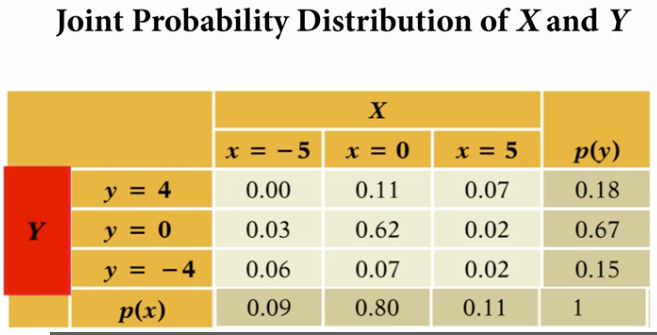 Joint Probability Distribution of X and Y
X
x = −5 x = 0 x = 5 p(y)
y = 4 0.00 0.11 0.07 0.18
Y y = 0 0.03 0.62 0.02 0.67
y = −4 0.06 0.07 0.02 0.15
p(x) 0.09 0.80 0.11 1